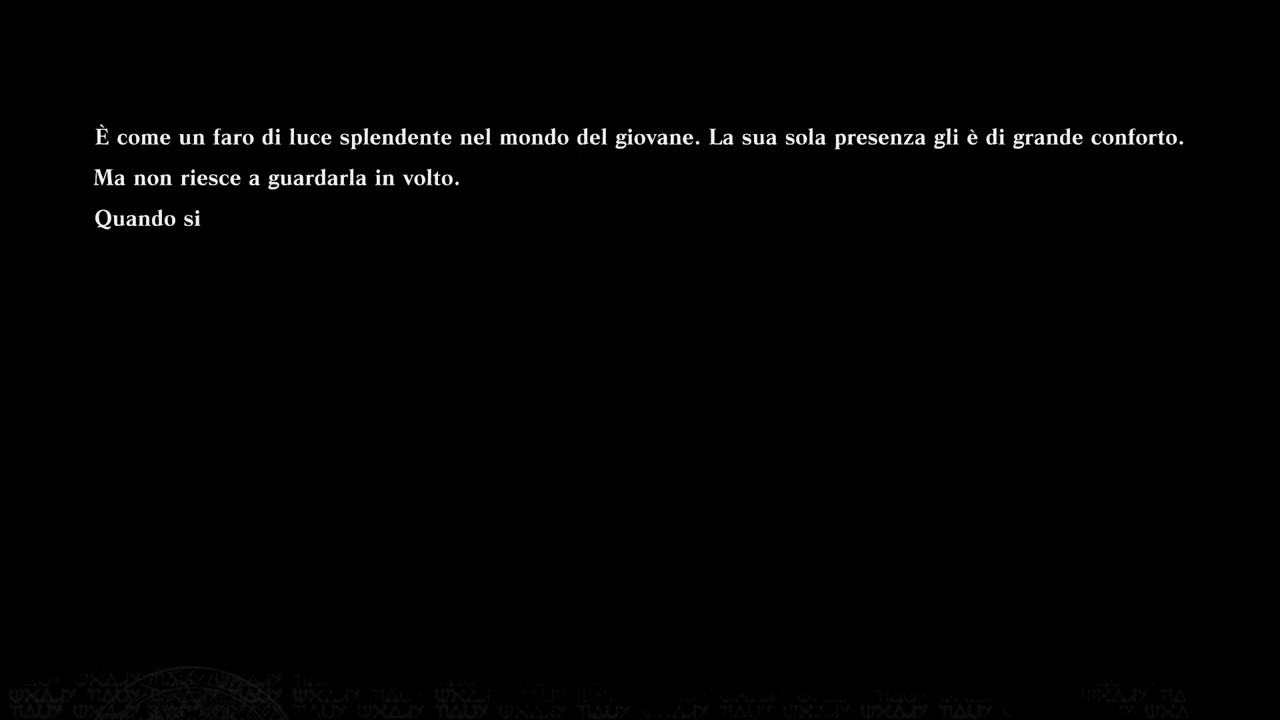 È come un faro di luce splendente nel mondo del giovane. La sua sola presenza gli è di grande conforto.
Ma non riesce a guardarla in volto.
Quando si